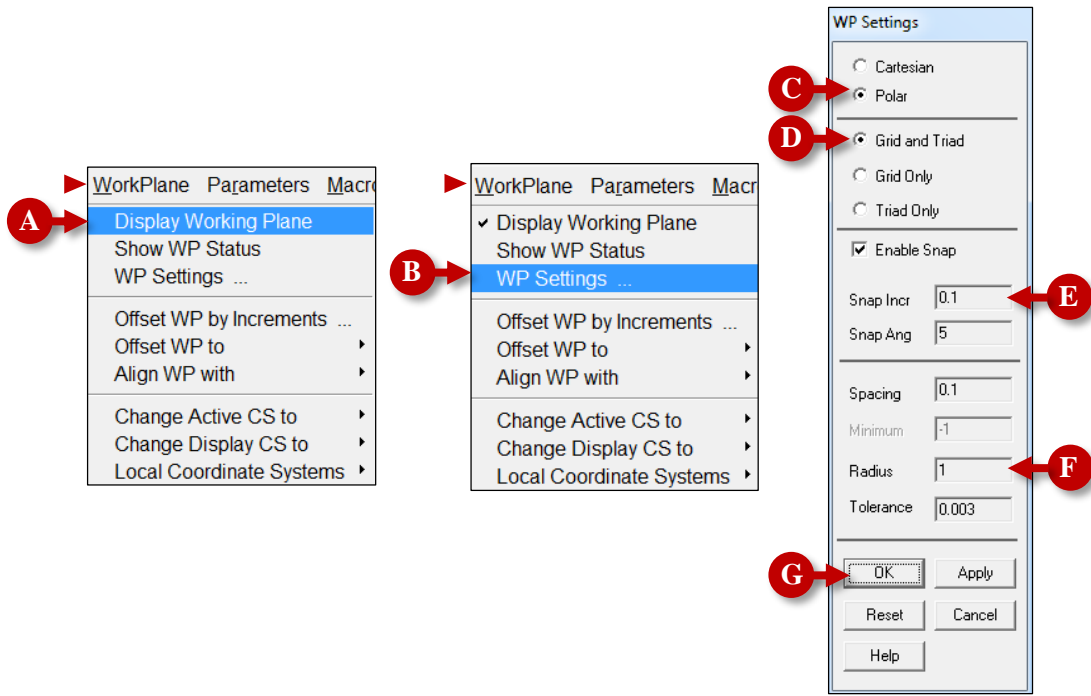 WorkPlane Parameters Macro
A
Display Working Plane
Show WP Status
WP Settings ...
Offset WP by Increments ...
Offset WP to
Align WP with
Change Active CS to
Change Display CS to
Local Coordinate Systems
WorkPlane Parameters Macr
Display Working Plane
Show WP Status
B
WP Settings ...
Offset WP by Increments ...
Offset WP to
Align WP with
Change Active CS to
Change Display CS to
Local Coordinate Systems
WP Settings
Cartesian
C
Polar
D
Grid and Triad
Grid Only
Triad Only
Enable Snap
Snap Incr 0.1
E
Snap Ang 5
Spacing 0.1
Minimum -1
Radius 1
F
Tolerance 0.003
G
OK Apply
Reset Cancel
Help